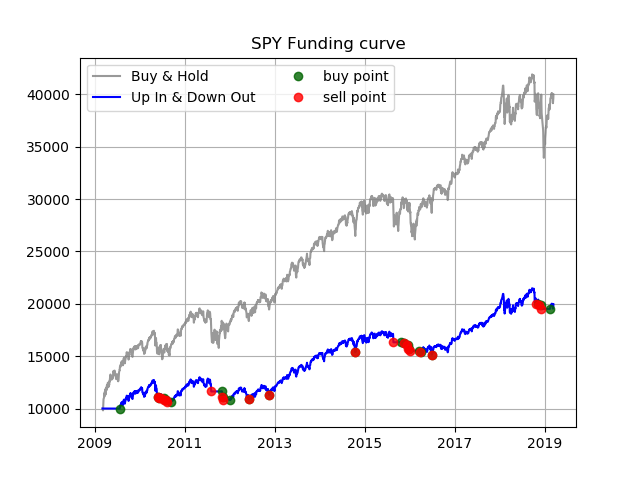 SPY Funding curve
Buy & Hold
Up In & Down Out
buy point
sell point
40000
35000
30000
25000
20000
15000
10000
2009 2011 2013 2015 2017 2019